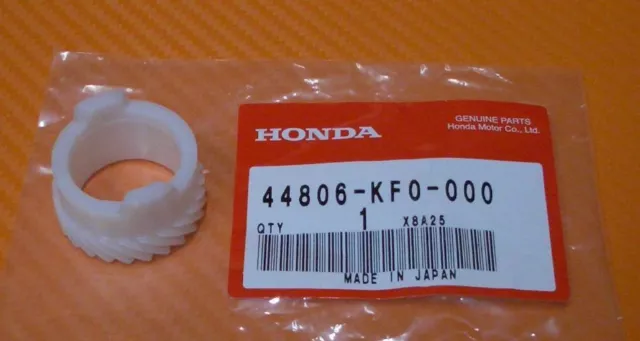 GENUINE PARTS
HONDA Honda Motor Co., Ltd.
44806-KF0-000
QTY 1 X8A25
MADE IN JAPAN